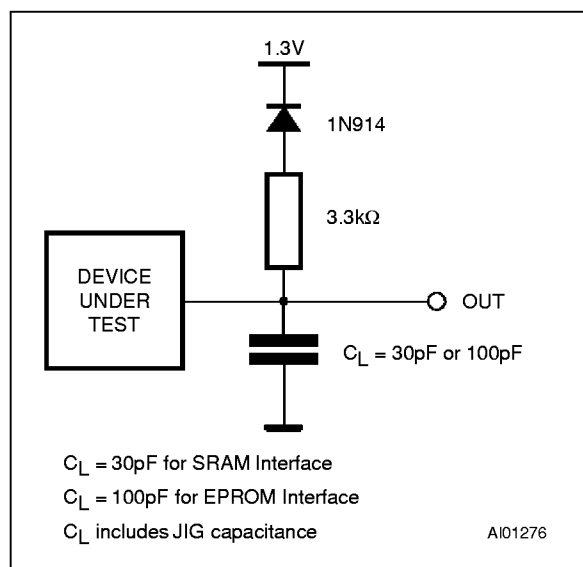 1.3V
1N914
3.3kΩ
DEVICE
UNDER
TEST
OUT
CL = 30pF or 100pF
CL = 30pF for SRAM Interface
CL = 100pF for EPROM Interface
CL includes JIG capacitance
AI01276